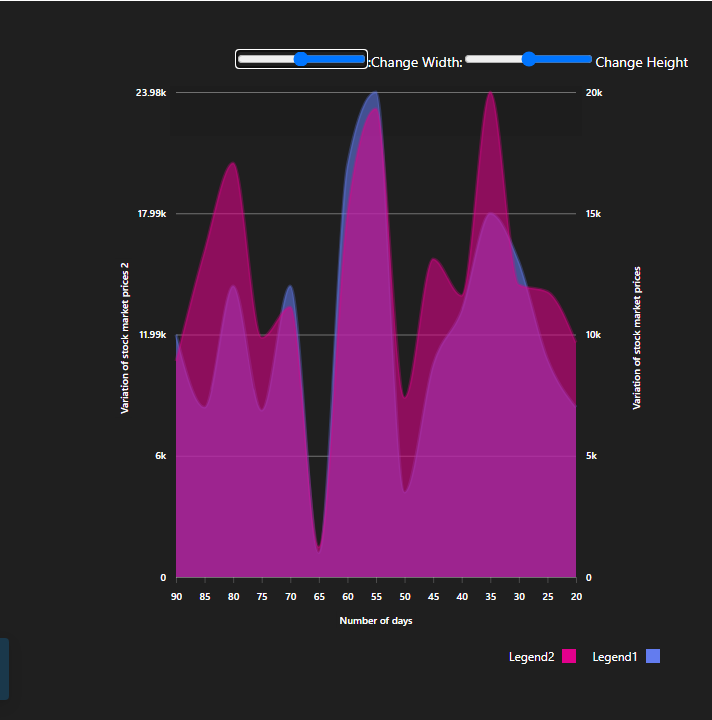 :Change Width: Change Height
23.98k 20k
17.99k 15k
11.99k 10k
6k 5k
0 0
Variation of stock market prices 2
Variation of stock market prices
90 85 80 75 70 65 60 55 50 45 40 35 30 25 20
Number of days
Legend2 Legend1